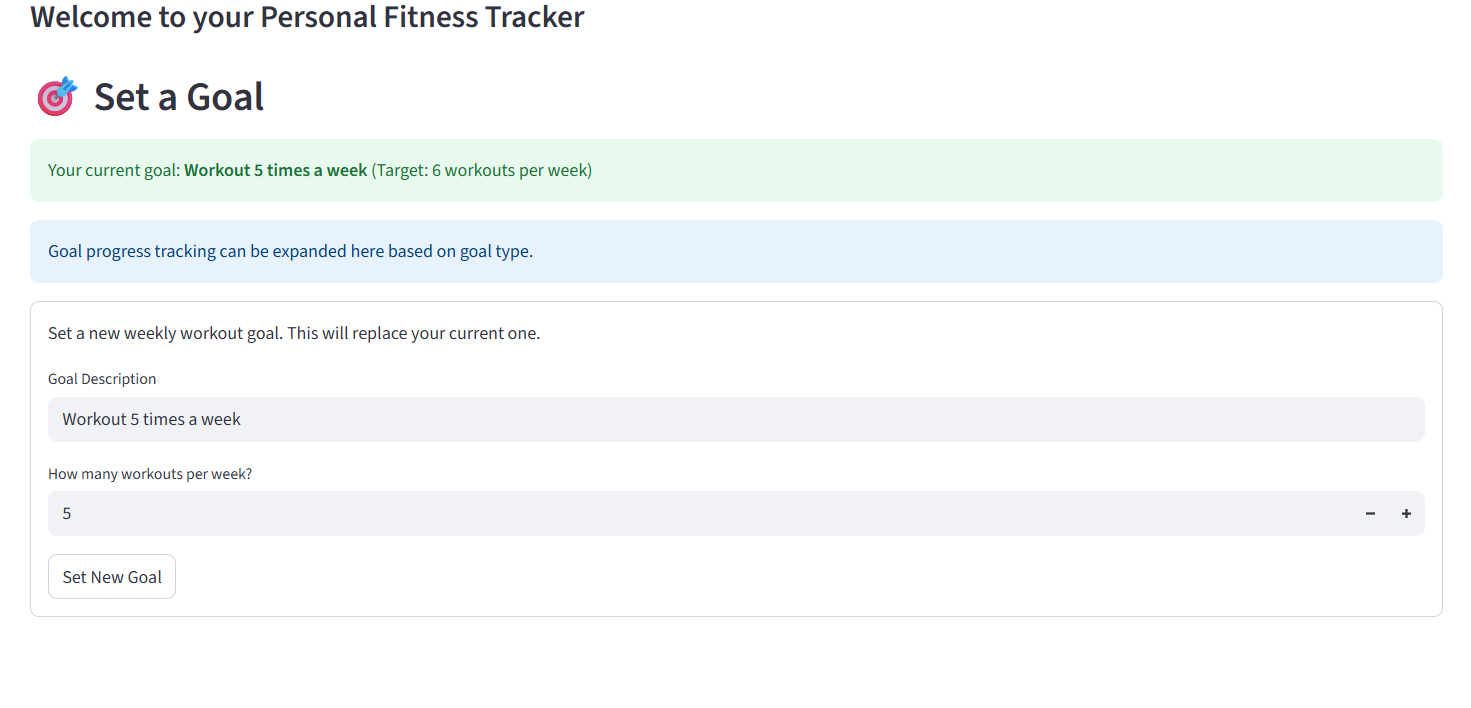 Welcome to your Personal Fitness Tracker
Set a Goal
Your current goal: Workout 5 times a week (Target: 6 workouts per week)
Goal progress tracking can be expanded here based on goal type.
Set a new weekly workout goal. This will replace your current one.
Goal Description
Workout 5 times a week
How many workouts per week?
5
Set New Goal